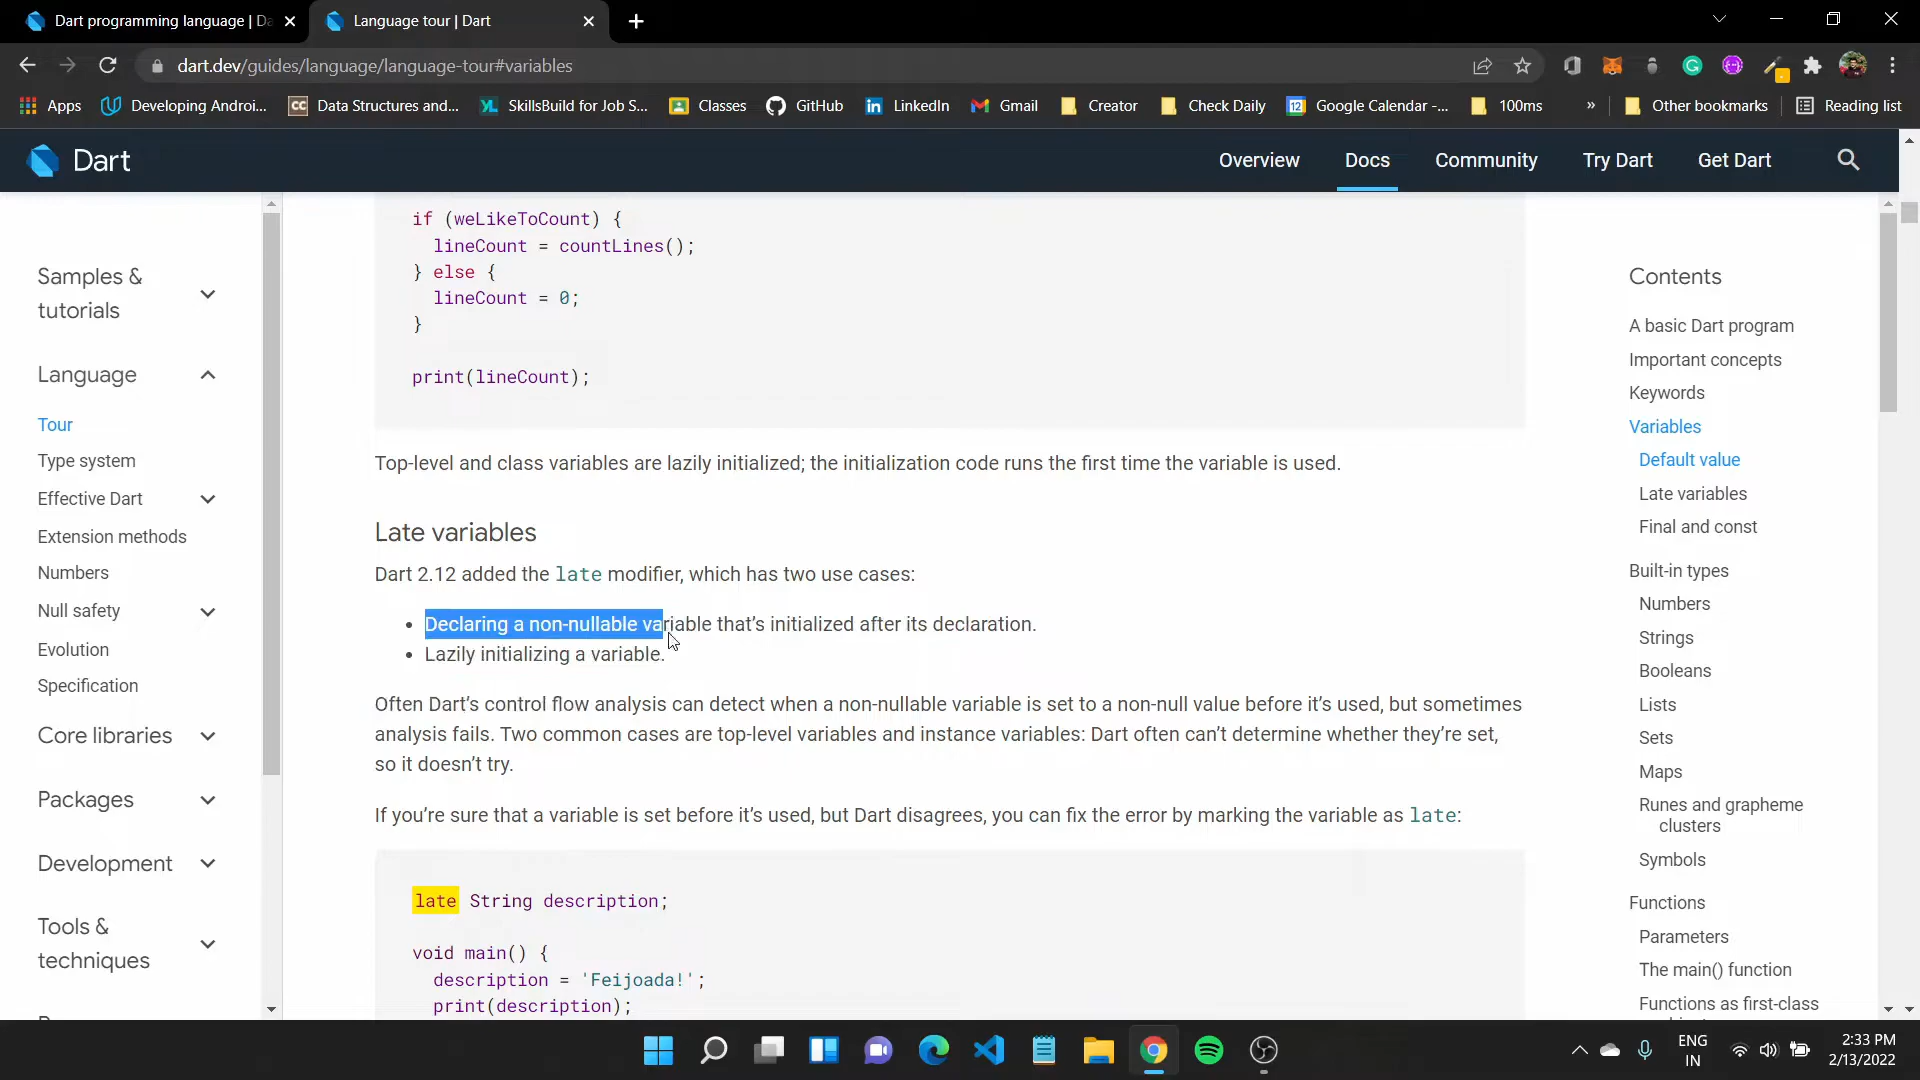 Dart programming language | Da
Language tour | Dart
dart.dev/guides/language/language-tour#variables
Apps
Developing Androi...
Data Structures and...
SkillsBuild for Job S...
Classes
GitHub
LinkedIn
Gmail
Creator
Check Daily
Google Calendar -...
100ms
»
Other bookmarks
Reading list
Dart
Overview
Docs
Community
Try Dart
Get Dart
Samples &
tutorials
Language
Tour
Type system
Effective Dart
Extension methods
Numbers
Null safety
Evolution
Specification
Core libraries
Packages
Development
Tools &
techniques
if (weLikeToCount) {
lineCount = countLines();
} else {
lineCount = 0;
}
print(lineCount);
Top-level and class variables are lazily initialized; the initialization code runs the first time the variable is used.
Late variables
Dart 2.12 added the late modifier, which has two use cases:
• Declaring a non-nullable variable that’s initialized after its declaration.
• Lazily initializing a variable.
Often Dart’s control flow analysis can detect when a non-nullable variable is set to a non-null value before it’s used, but sometimes
analysis fails. Two common cases are top-level variables and instance variables: Dart often can’t determine whether they’re set,
so it doesn’t try.
If you’re sure that a variable is set before it’s used, but Dart disagrees, you can fix the error by marking the variable as late:
late String description;
void main() {
description = 'Feijoada!';
print(description);
Contents
A basic Dart program
Important concepts
Keywords
Variables
Default value
Late variables
Final and const
Built-in types
Numbers
Strings
Booleans
Lists
Sets
Maps
Runes and grapheme
clusters
Symbols
Functions
Parameters
The main() function
Functions as first-class
ENG
IN
2:33 PM
2/13/2022